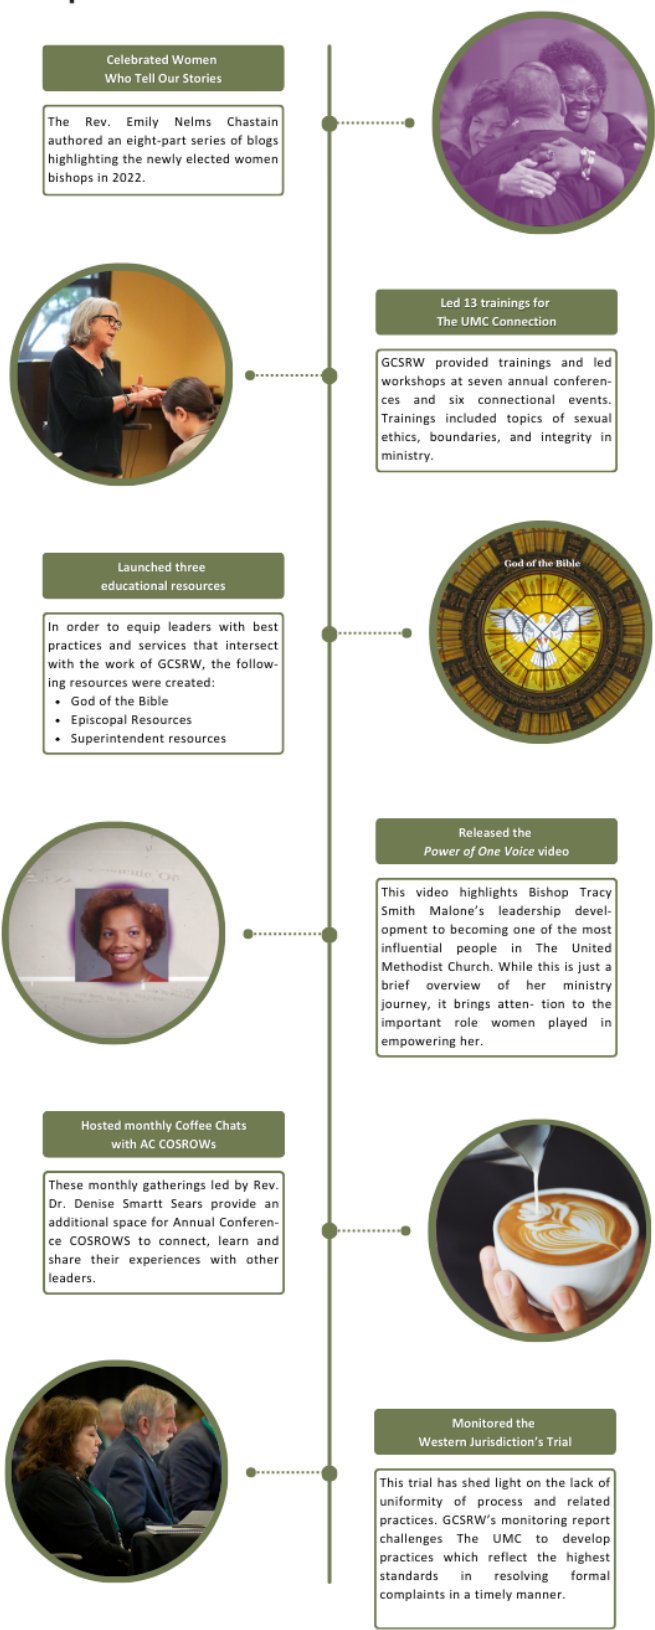 Celebrated Women
Who Tell Our Stories
The Rev. Emily Nelms Chastain
authored an eight-part series of blogs
highlighting the newly elected women
bishops in 2022.
Led 13 trainings for
The UMC Connection
GCSRW provided trainings and led
workshops at seven annual conferen-
ces and six connectional events.
Trainings included topics of sexual
ethics, boundaries, and integrity in
ministry.
Launched three
educational resources
In order to equip leaders with best
practices and services that intersect
with the work of GCSRW, the follow-
ing resources were created:
• God of the Bible
• Episcopal Resources
• Superintendent resources
God of the Bible
Released the
Power of One Voice video
This video highlights Bishop Tracy
Smith Malone's leadership devel-
opment to becoming one of the most
influential people in The United
Methodist Church. While this is just a
brief overview of her ministry
journey, it brings atten- tion to the
important role women played in
empowering her.
Hosted monthly Coffee Chats
with AC COSROWs
These monthly gatherings led by Rev.
Dr. Denise Smartt Sears provide an
additional space for Annual Conferen-
ce COSROWS to connect, learn and
share their experiences with other
leaders.
Monitored the
Western Jurisdiction's Trial
This trial has shed light on the lack of
uniformity of process and related
practices. GCSRW's monitoring report
challenges The UMC to develop
practices which reflect the highest
standards in resolving formal
complaints in a timely manner.